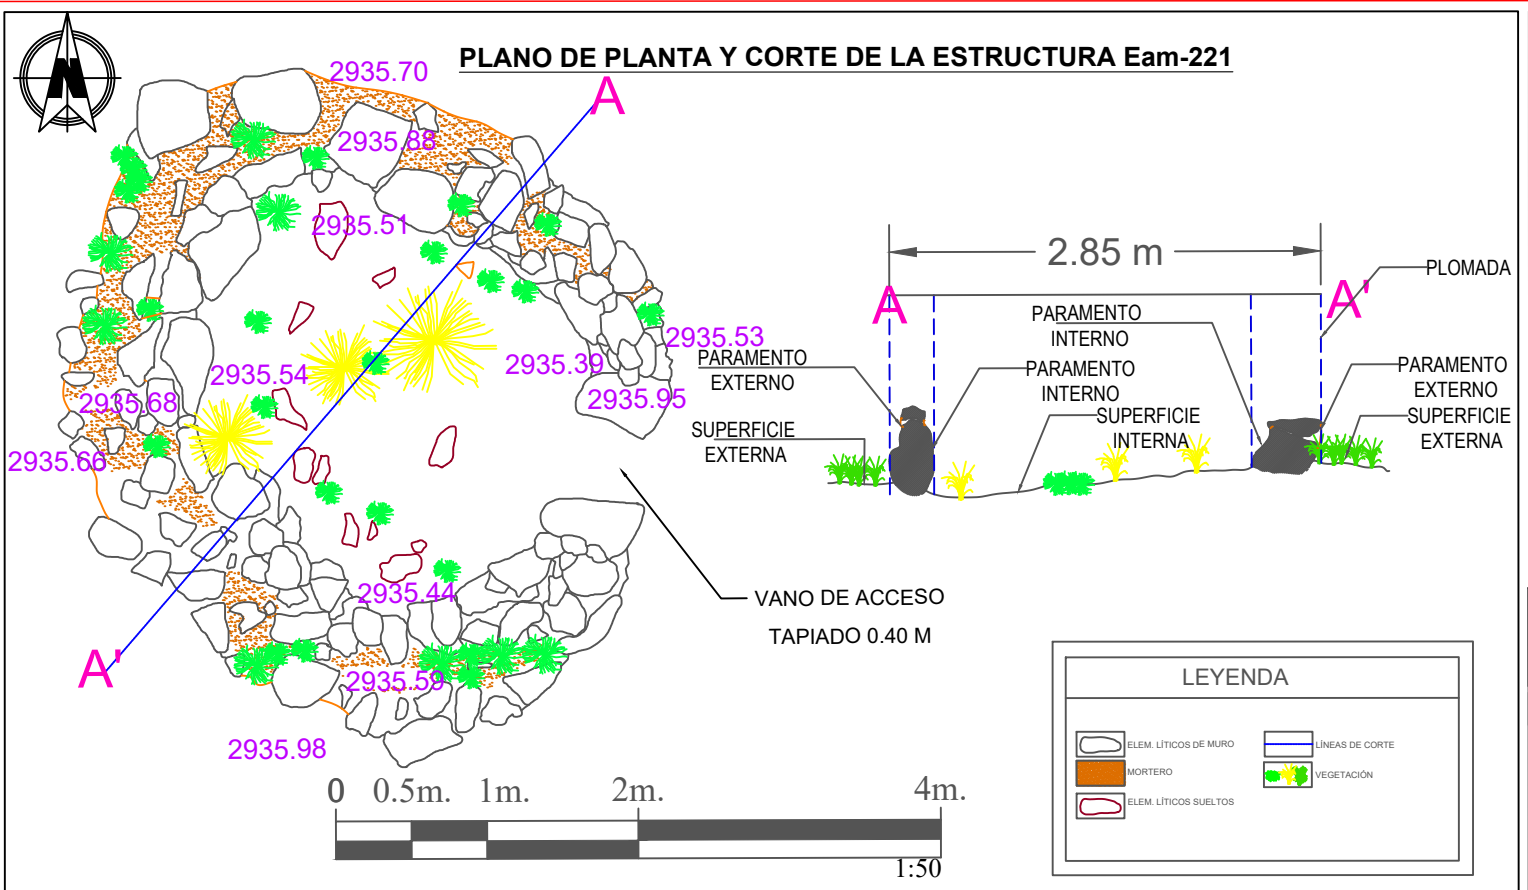 N
PLANO DE PLANTA Y CORTE DE LA ESTRUCTURA Eam-221
2935.70
A
2935.88
2935.51
2935.53
2935.39
2935.54
2935.95
2935.68
2935.66
2935.44
A'
2935.59
2935.98
VANO DE ACCESO
TAPIADO 0.40 M
2.85 m
PLOMADA
A
A'
PARAMENTO
INTERNO
PARAMENTO
EXTERNO
PARAMENTO
INTERNO
PARAMENTO
EXTERNO
SUPERFICIE
EXTERNA
SUPERFICIE
INTERNA
SUPERFICIE
EXTERNA
LEYENDA
ELEM. LÍTICOS DE MURO
LÍNEAS DE CORTE
MORTERO
VEGETACIÓN
ELEM. LÍTICOS SUELTOS
0 0.5m. 1m. 2m. 4m.
1:50